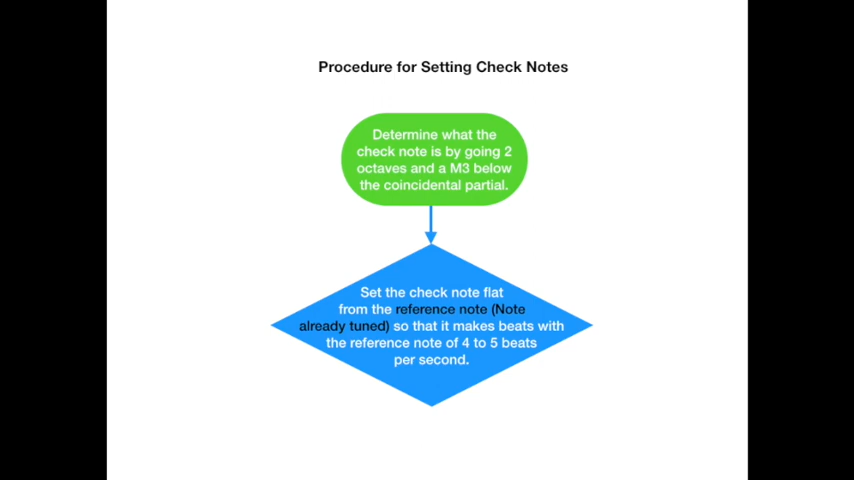 Procedure for Setting Check Notes
Determine what the
check note is by going 2
octaves and a M3 below
the coincidental partial.
Set the check note flat
from the reference note (Note
already tuned) so that it makes beats with
the reference note of 4 to 5 beats
per second.